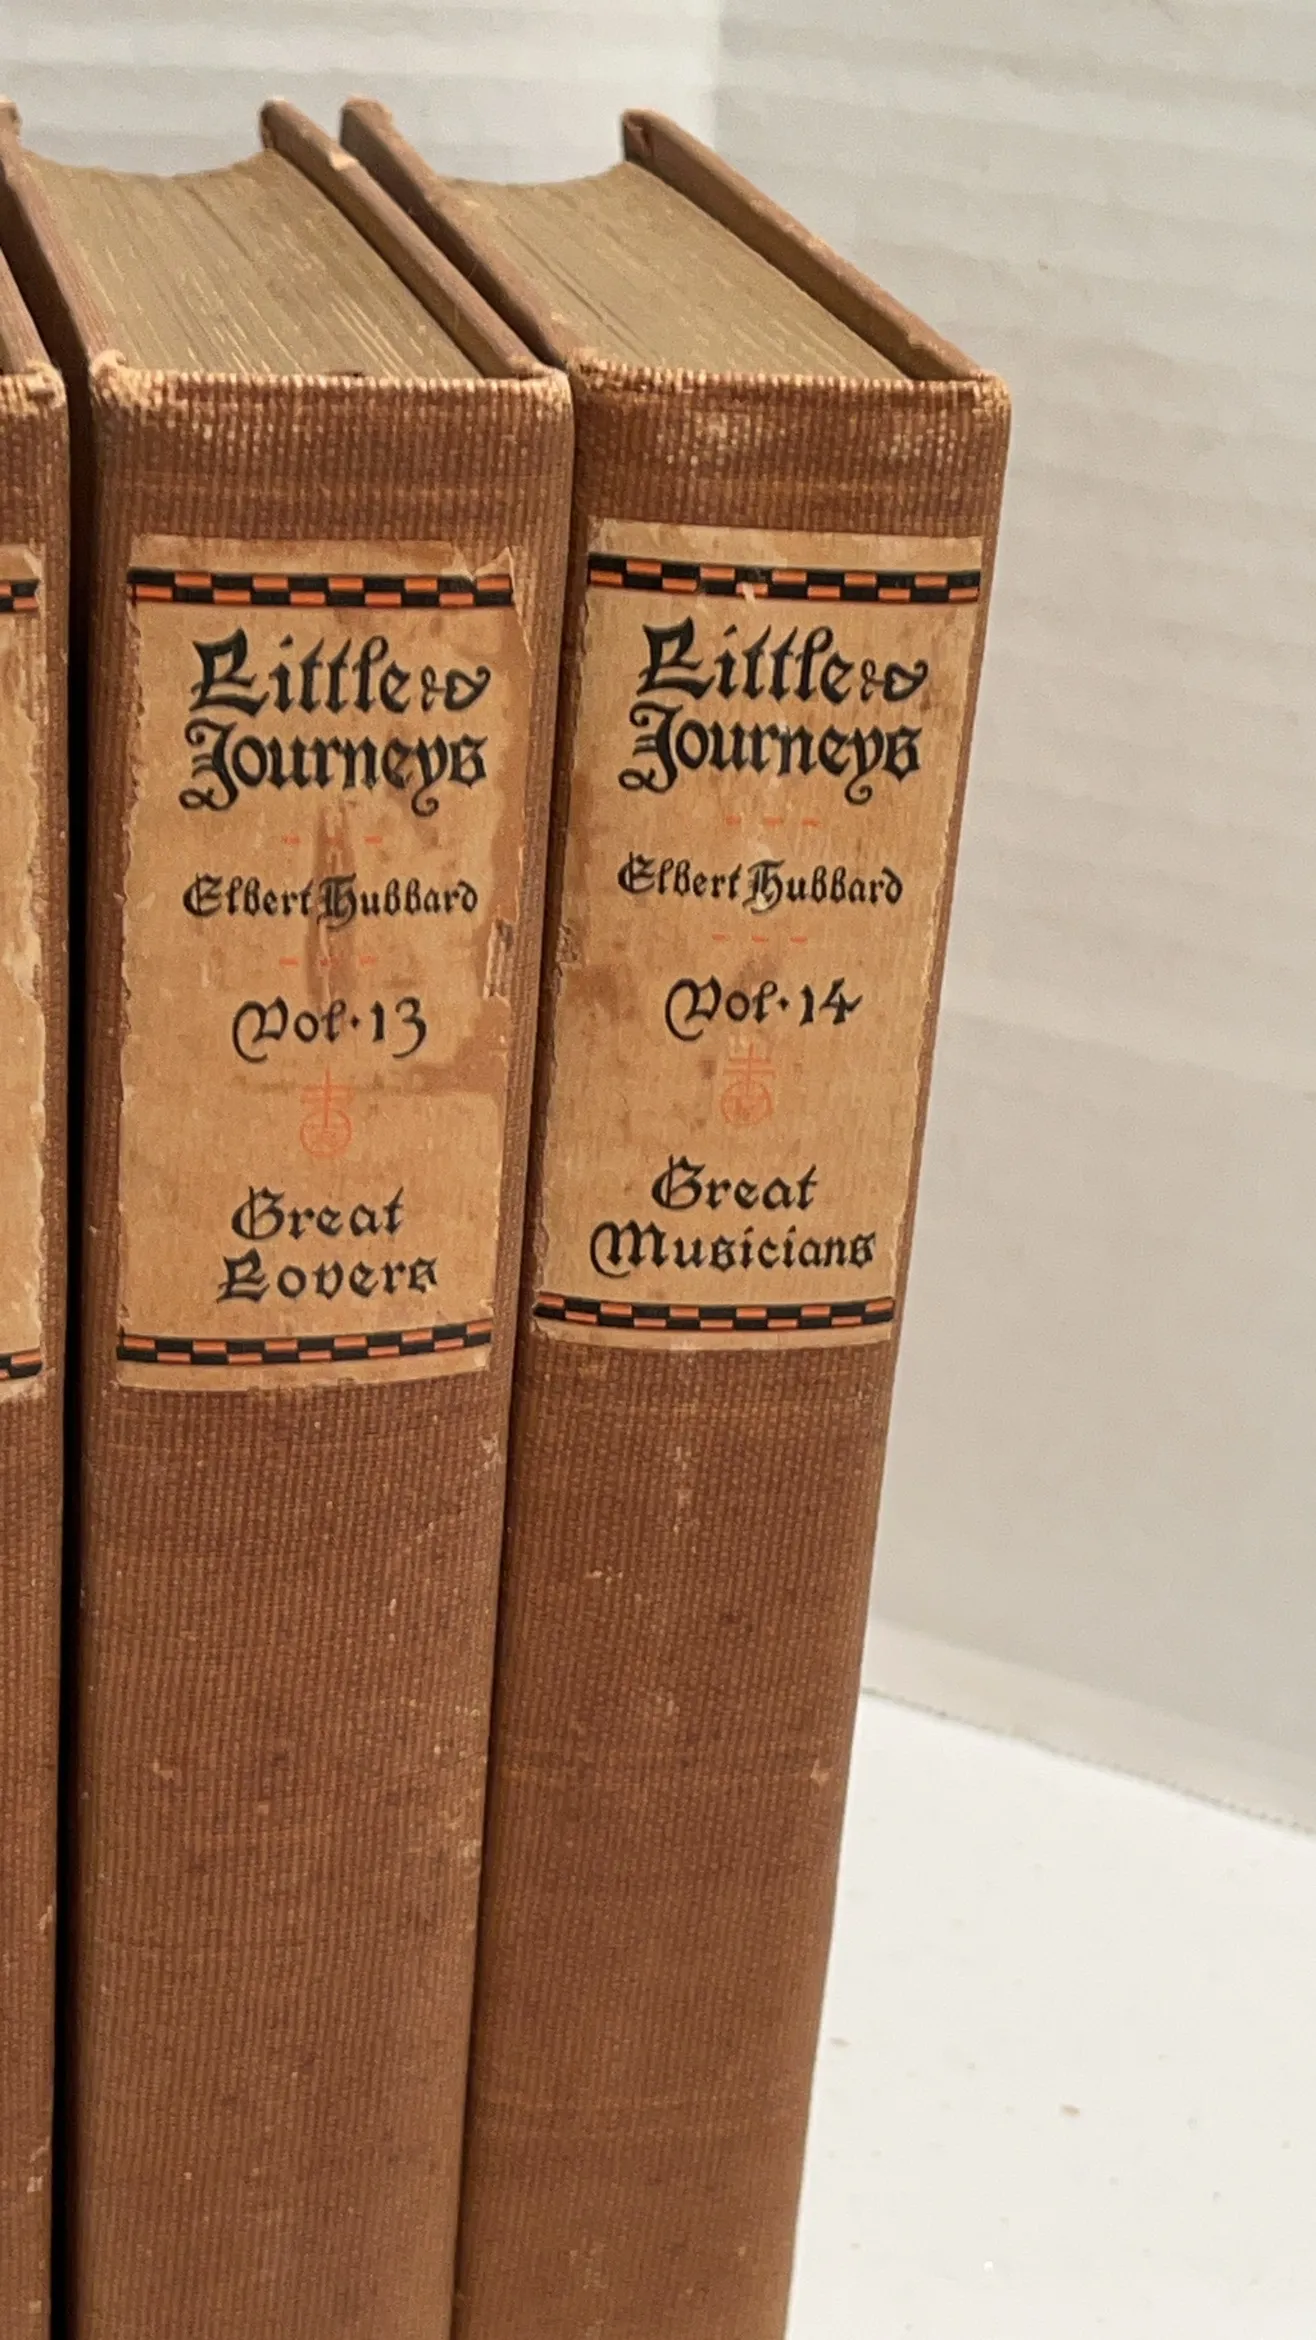 Little
Journeys
Elbert Hubbard
Vol. 13
Great
Lovers
Little
Journeys
Elbert Hubbard
Vol. 14
Great
Musicians